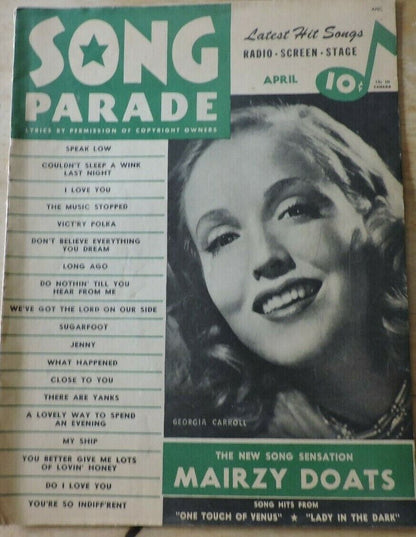 APRIL
SONG
PARADE
LYRICS BY PERMISSION OF COPYRIGHT OWNERS
Latest Hit Songs
RADIO · SCREEN · STAGE
APRIL
10¢
CANADA
SPEAK LOW
COULDN'T SLEEP A WINK
LAST NIGHT
I LOVE YOU
THE MUSIC STOPPED
VICT'RY POLKA
DON'T BELIEVE EVERYTHING
YOU DREAM
LONG AGO
DO NOTHIN' TILL YOU
HEAR FROM ME
WE'VE GOT THE LORD ON OUR SIDE
SUGARFOOT
JENNY
WHAT HAPPENED
CLOSE TO YOU
THERE ARE YANKS
A LOVELY WAY TO SPEND
AN EVENING
MY SHIP
YOU BETTER GIVE ME LOTS
OF LOVIN' HONEY
DO I LOVE YOU
YOU'RE SO INDIFF'RENT
GEORGIA CARROLL
THE NEW SONG SENSATION
MAIRZY DOATS
SONG HITS FROM
"ONE TOUCH OF VENUS" ★ "LADY IN THE DARK"